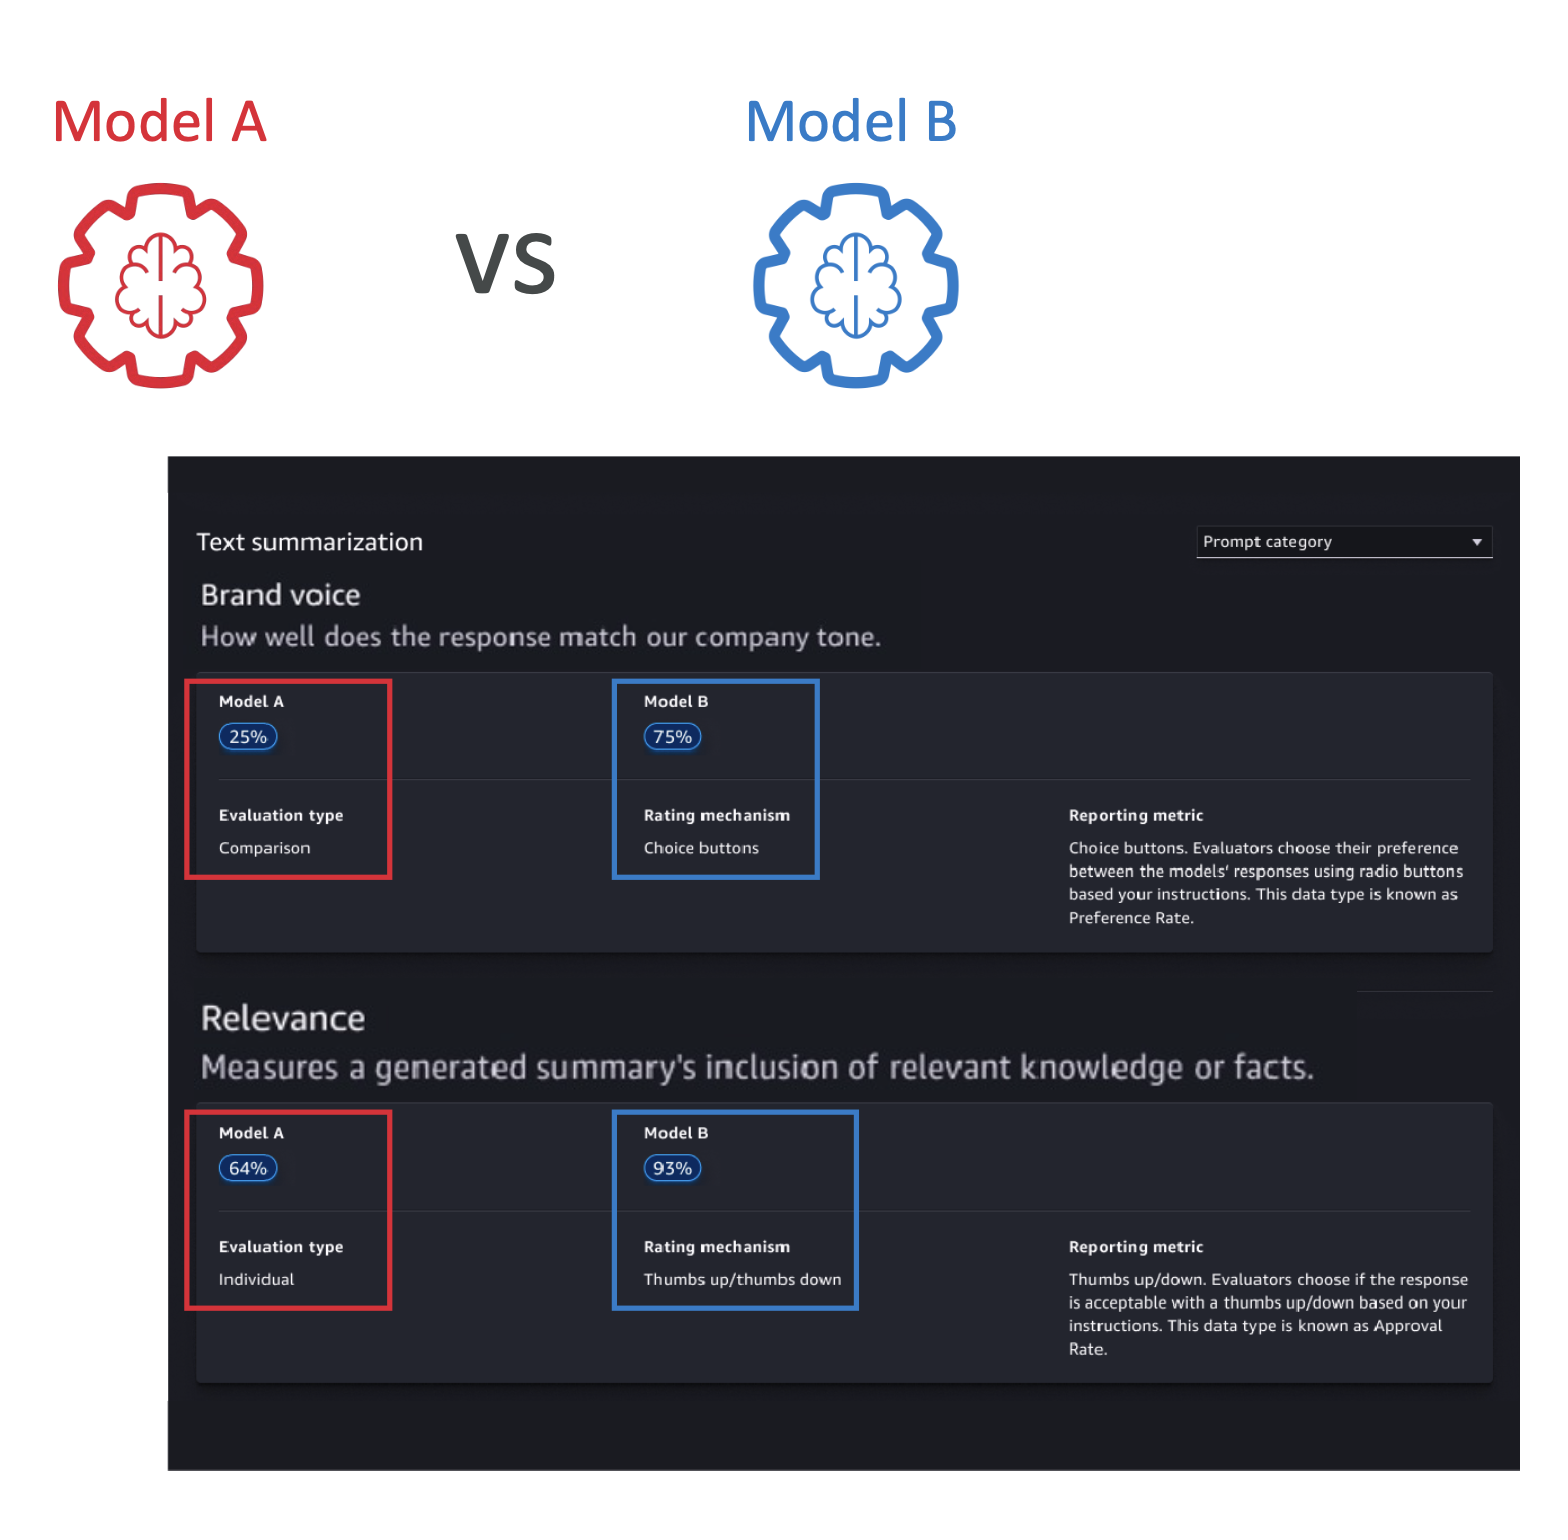 Model A
Model B
VS
Text summarization
Prompt category
Brand voice
How well does the response match our company tone.
Model A
Model B
25%
75%
Evaluation type
Rating mechanism
Reporting metric
Comparison
Choice buttons
Choice buttons. Evaluators choose their preference
between the models' responses using radio buttons
based your instructions. This data type is known as
Preference Rate.
Relevance
Measures a generated summary's inclusion of relevant knowledge or facts.
Model A
Model B
64%
93%
Evaluation type
Rating mechanism
Reporting metric
Individual
Thumbs up/thumbs down
Thumbs up/down. Evaluators choose if the response
is acceptable with a thumbs up/down based on your
instructions. This data type is known as Approval
Rate.